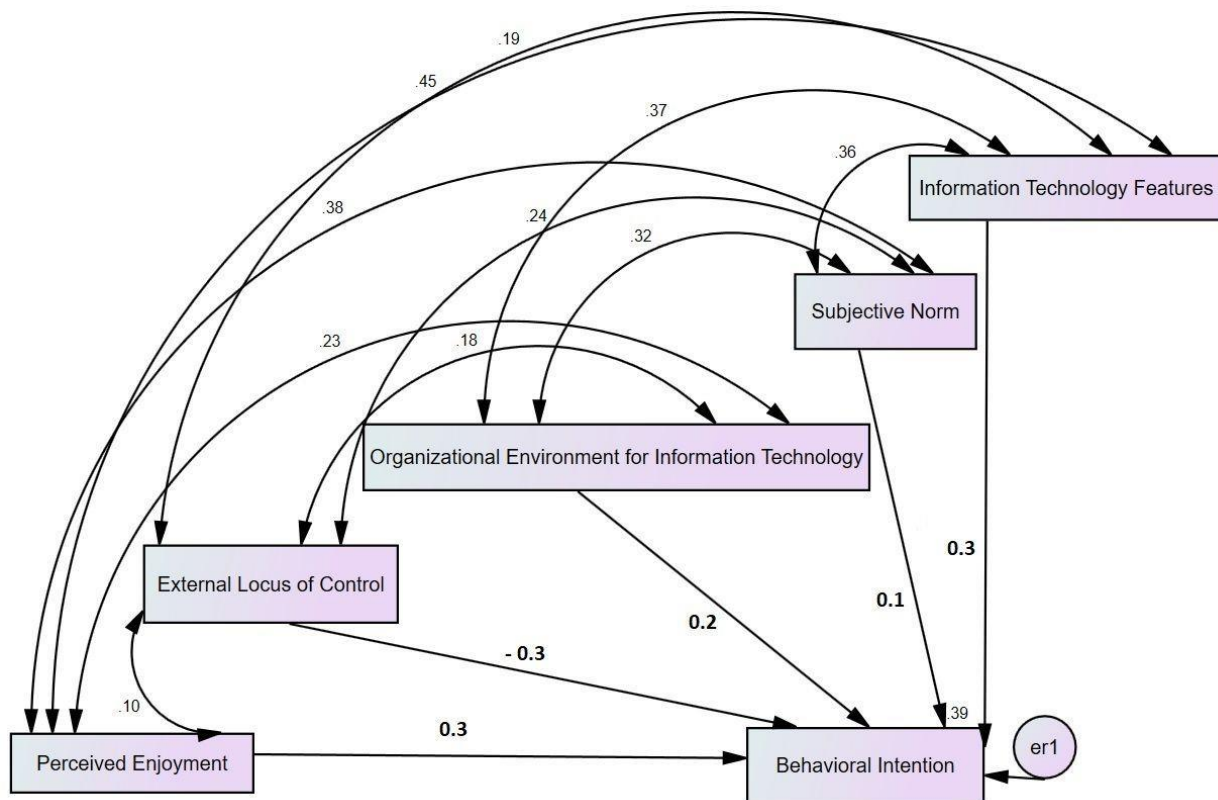 .19
.45
.37
.36
Information Technology Features
.38
.24
.32
Subjective Norm
.23
.18
Organizational Environment for Information Technology
0.3
External Locus of Control
0.1
0.2
- 0.3
.10
.39
0.3
Perceived Enjoyment
Behavioral Intention
er1